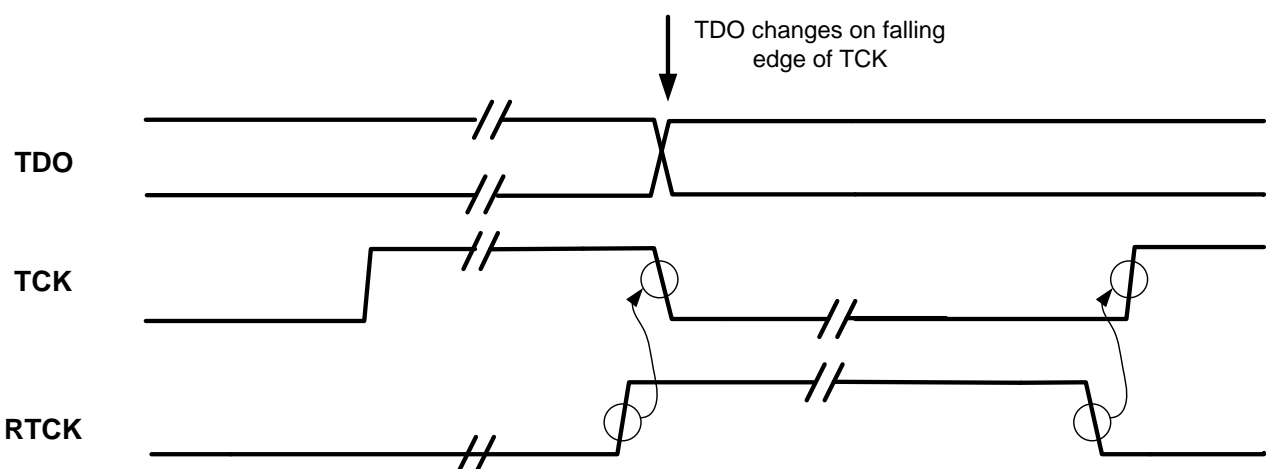 TDO changes on falling
edge of TCK
TDO
TCK
RTCK